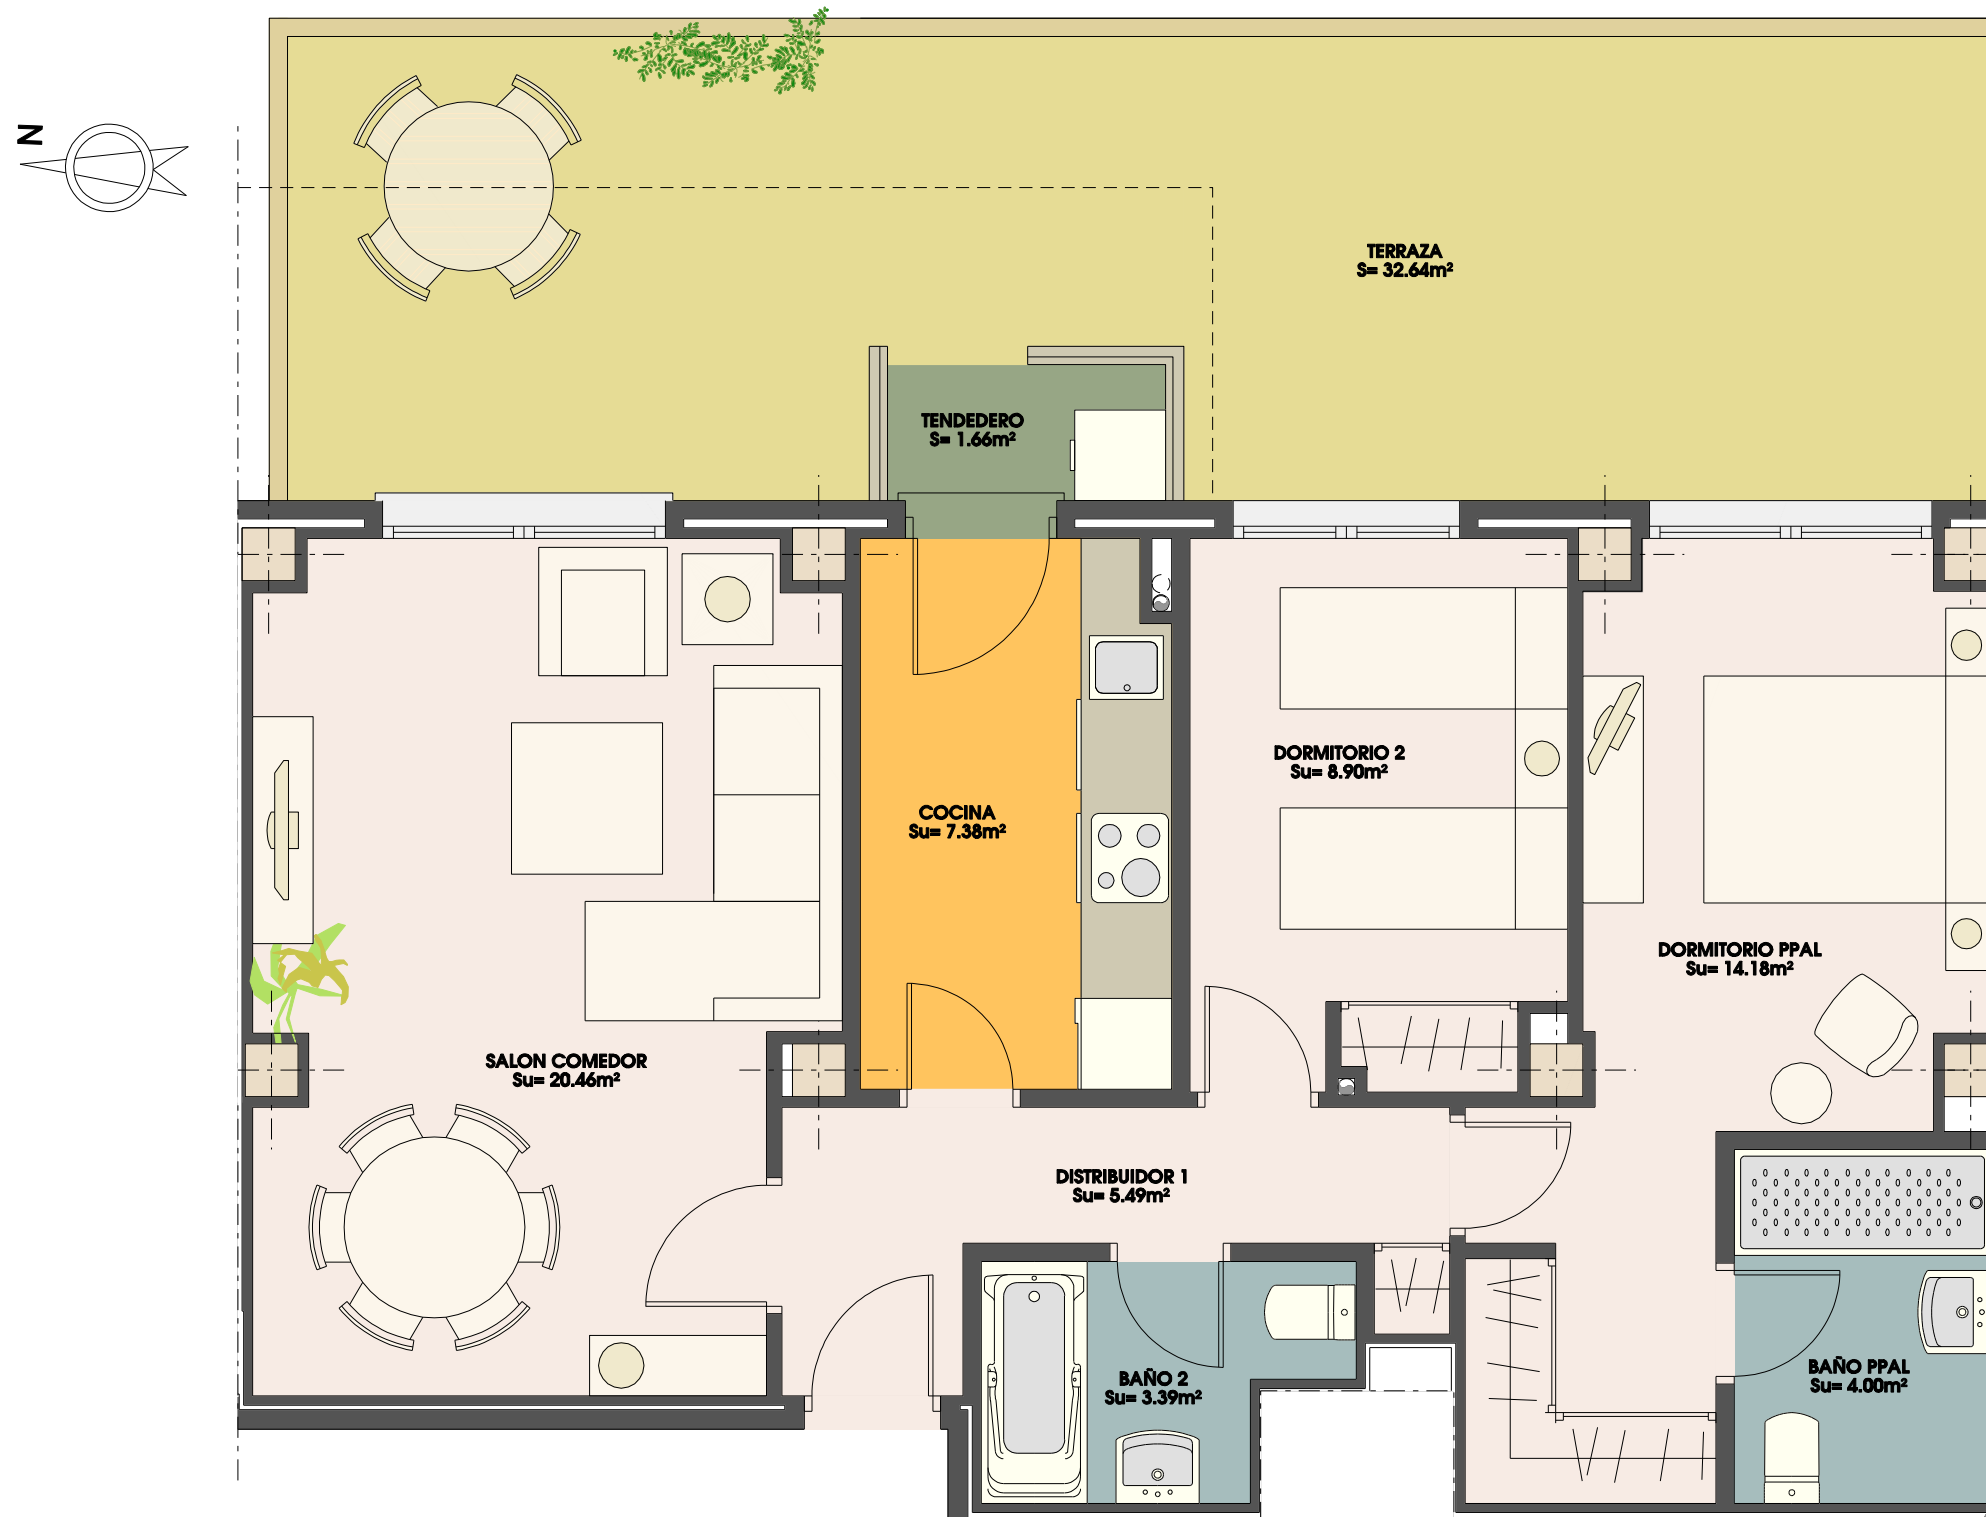 N
TERRAZA
S= 32.64m²
TENDEDERO
S= 1.66m²
DORMITORIO 2
Su= 8.90m²
COCINA
Su= 7.38m²
DORMITORIO PPAL
Su= 14.18m²
SALON COMEDOR
Su= 20.46m²
DISTRIBUIDOR 1
Su= 5.49m²
BAÑO 2
Su= 3.39m²
BAÑO PPAL
Su= 4.00m²